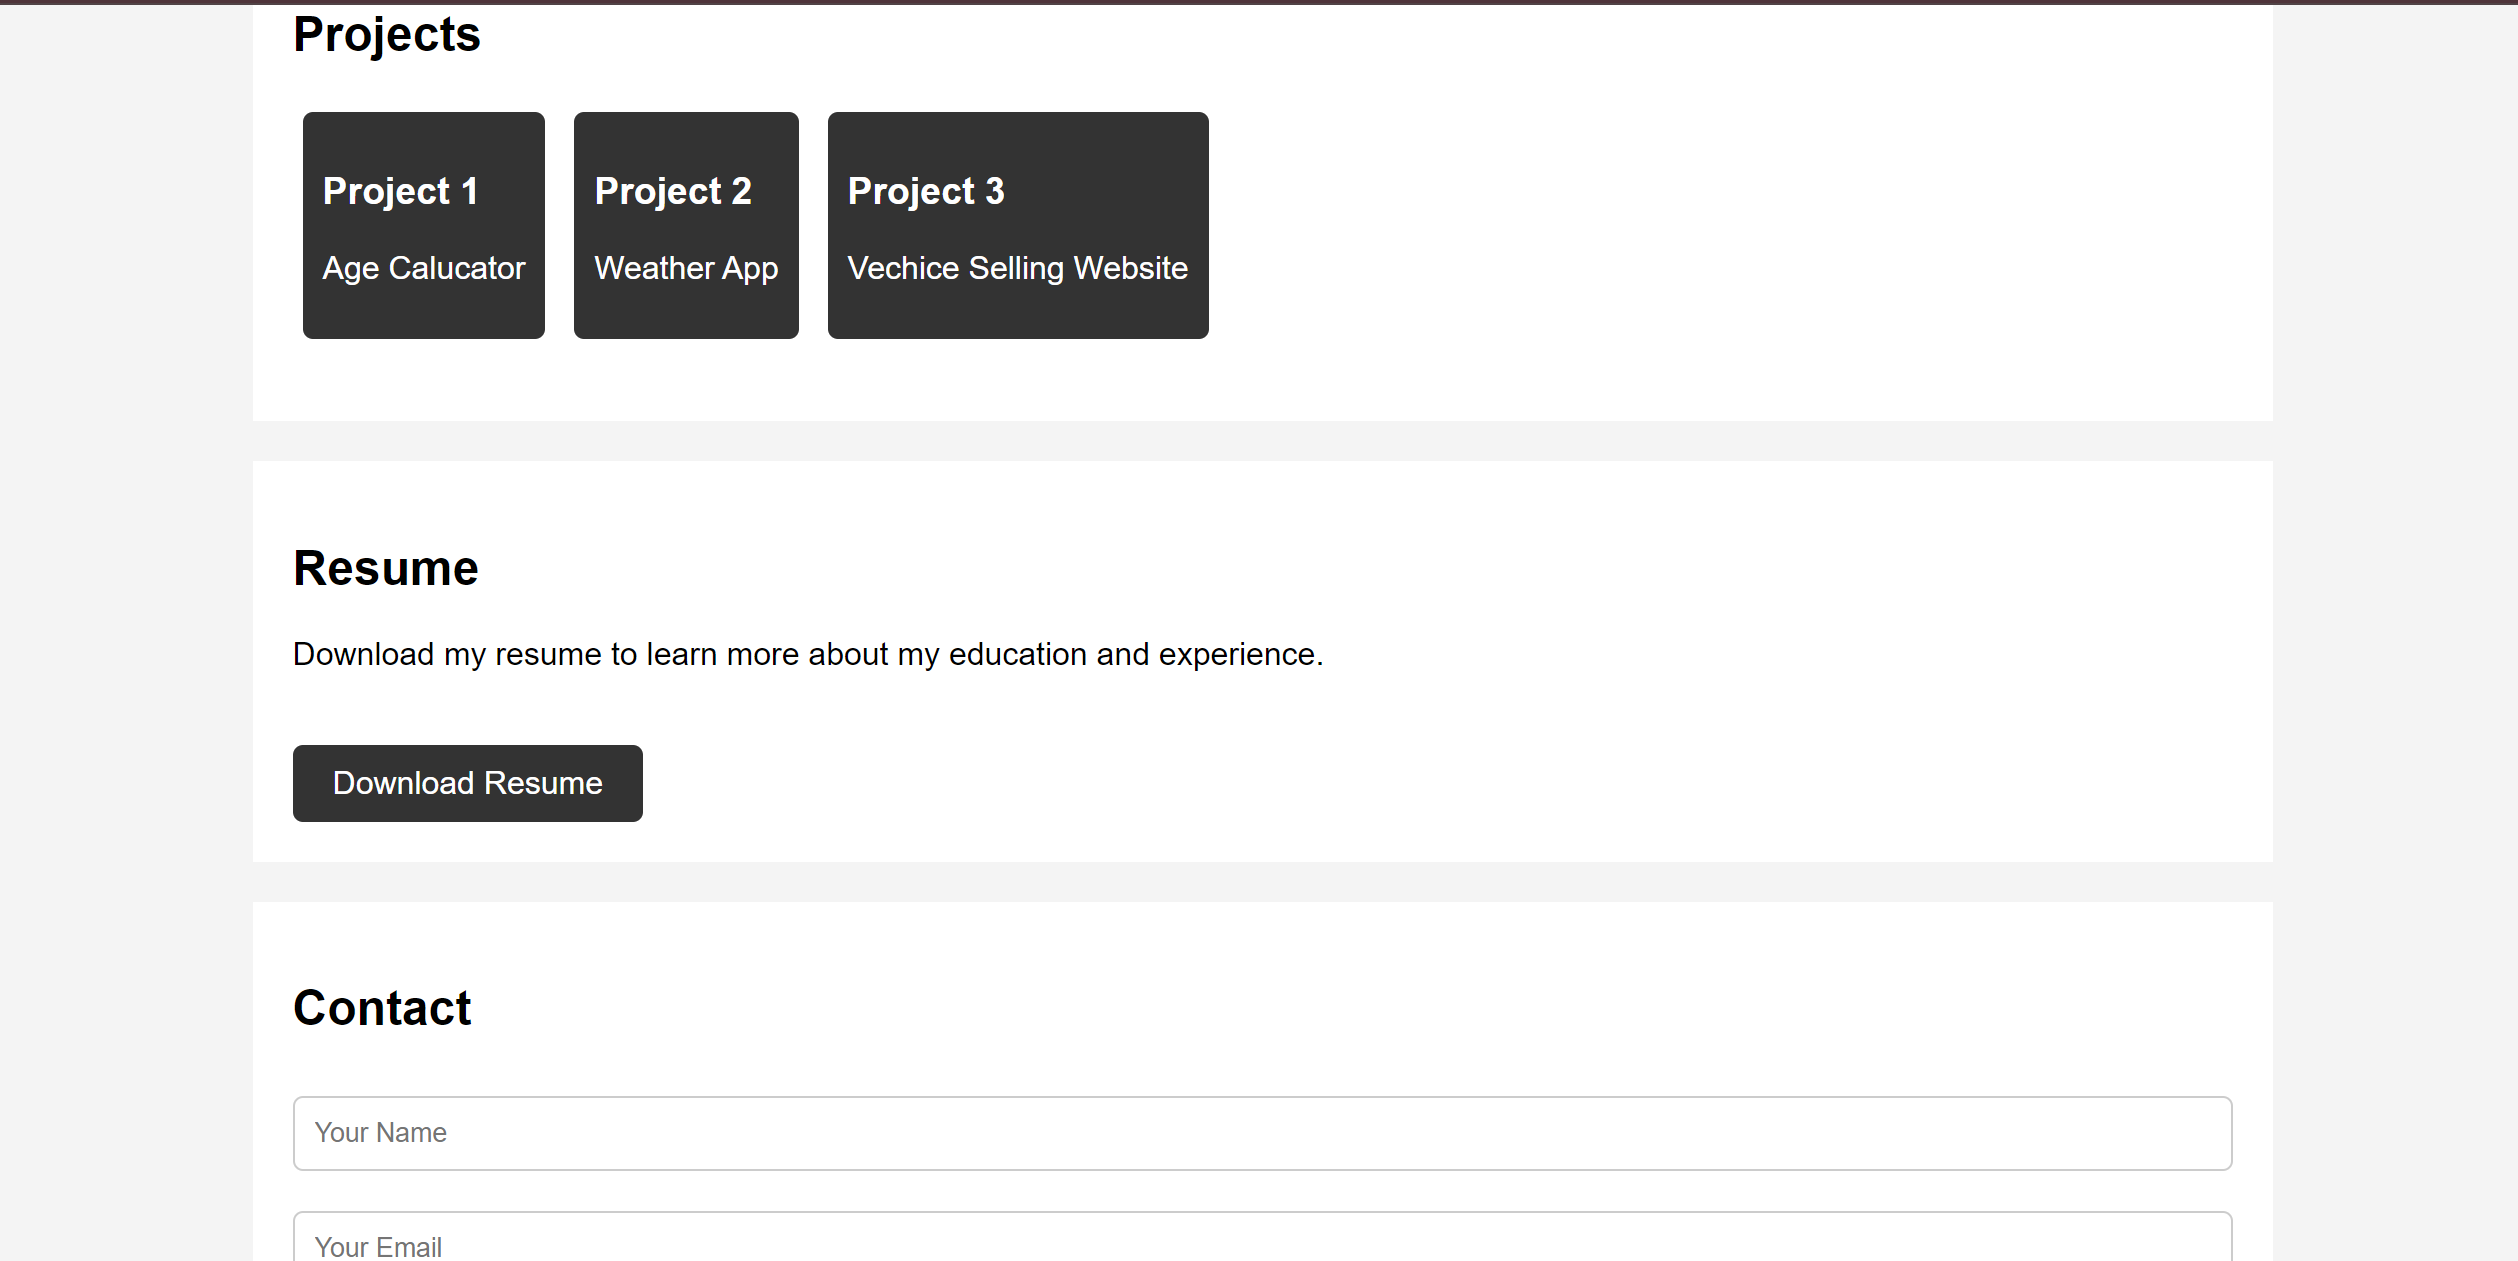 Projects
Project 1
Age Calucator
Project 2
Weather App
Project 3
Vechice Selling Website
Resume
Download my resume to learn more about my education and experience.
Download Resume
Contact
Your Name
Your Email